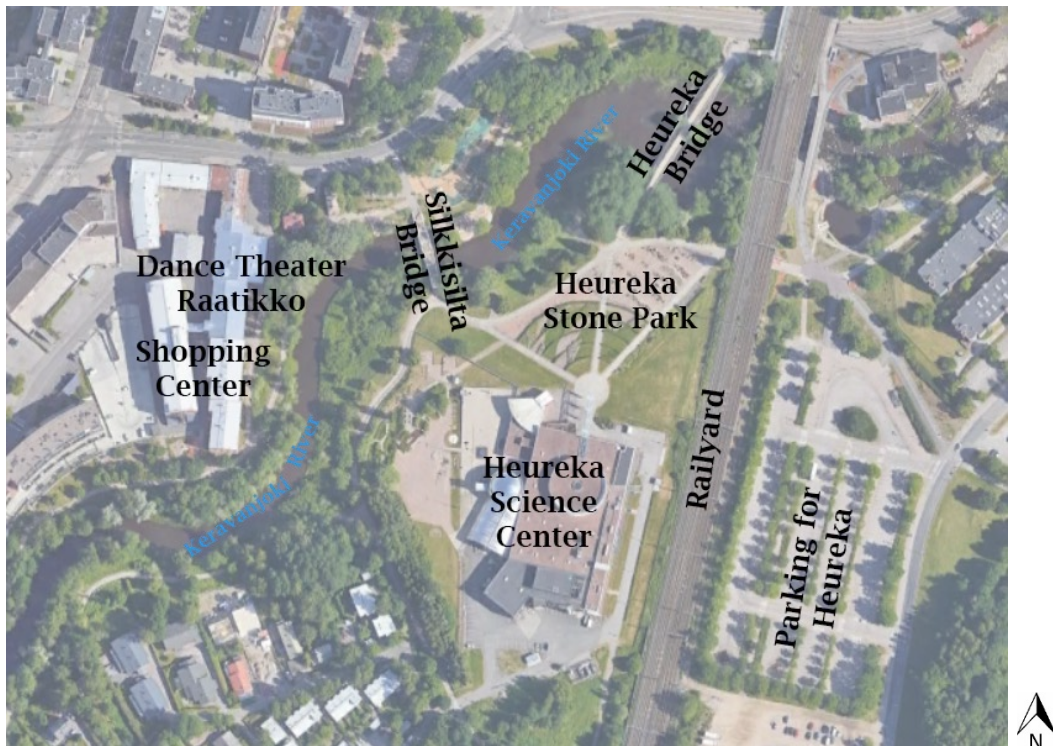 Heureka
Bridge
Keravanjoki River
Silkkisilta
Bridge
Dance Theater
Raatikko
Heureka
Stone Park
Shopping
Center
Keravanjoki River
Railyard
Heureka
Science
Center
Parking for
Heureka
N